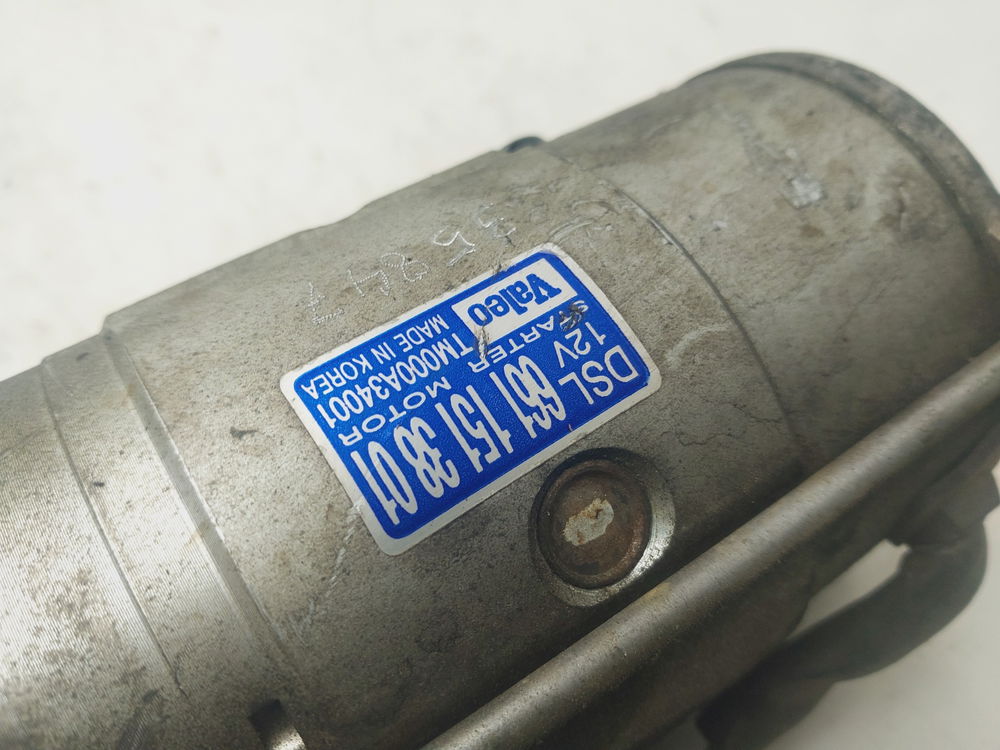 DSL 661 151 38 01
12V STARTER MOTOR
Valeo TM000A34001
MADE IN KOREA